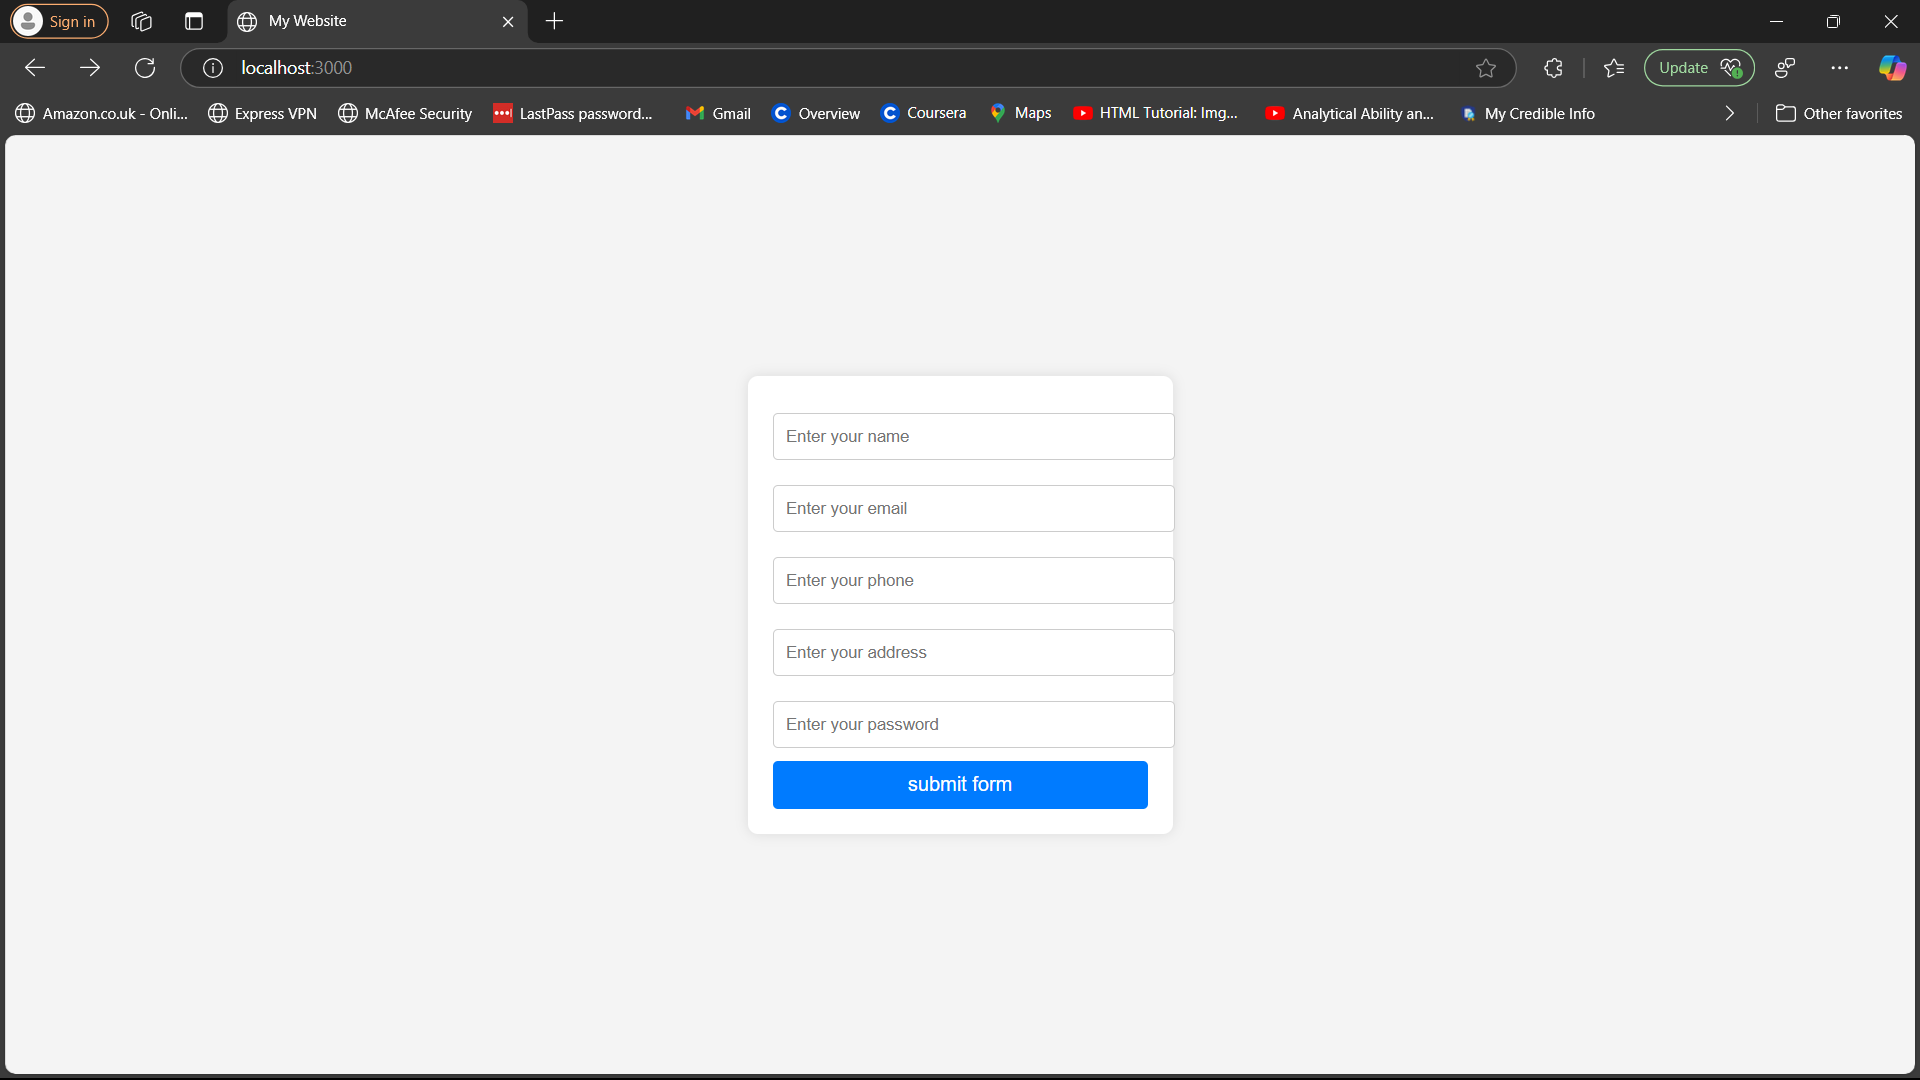 Sign in
My Website
localhost:3000
Update
Amazon.co.uk - Onli...
Express VPN
McAfee Security
LastPass password...
Gmail
Overview
Coursera
Maps
HTML Tutorial: Img...
Analytical Ability an...
My Credible Info
Other favorites
Enter your name
Enter your email
Enter your phone
Enter your address
Enter your password
submit form